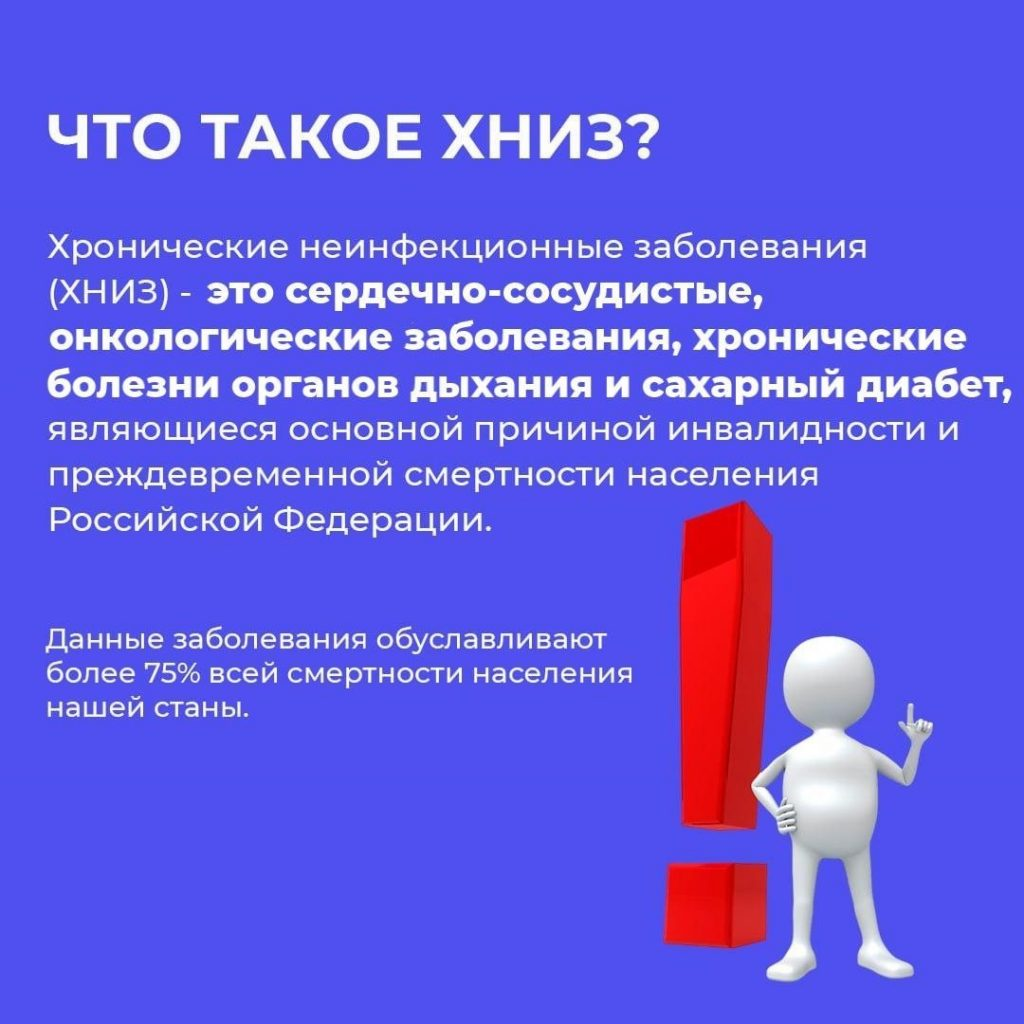 ЧТО ТАКОЕ ХНИЗ?
Хронические неинфекционные заболевания
(ХНИЗ) - это сердечно-сосудистые,
онкологические заболевания, хронические
болезни органов дыхания и сахарный диабет,
являющиеся основной причиной инвалидности и
преждевременной смертности населения
Российской Федерации.
Данные заболевания обуславливают
более 75% всей смертности населения
нашей станы.